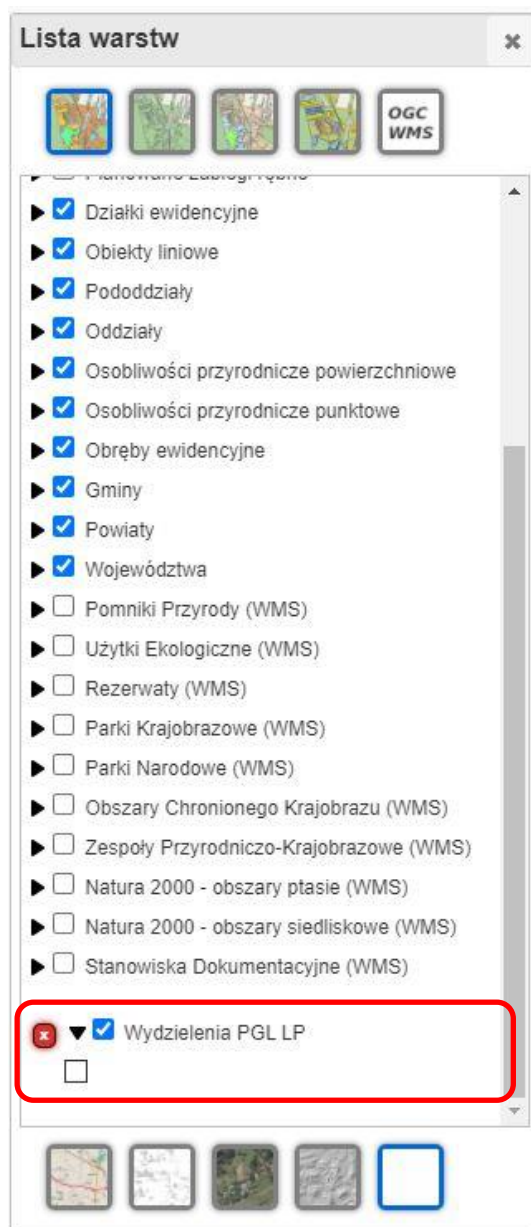 Lista warstw
OGC
WMS
Działki ewidencyjne
Obiekty liniowe
Pododdziały
Oddziały
Osobliwości przyrodnicze powierzchniowe
Osobliwości przyrodnicze punktowe
Obręby ewidencyjne
Gminy
Powiaty
Województwa
Pomniki Przyrody (WMS)
Użytki Ekologiczne (WMS)
Rezerwaty (WMS)
Parki Krajobrazowe (WMS)
Parki Narodowe (WMS)
Obszary Chronionego Krajobrazu (WMS)
Zespoły Przyrodniczo-Krajobrazowe (WMS)
Natura 2000 - obszary ptasie (WMS)
Natura 2000 - obszary siedliskowe (WMS)
Stanowiska Dokumentacyjne (WMS)
Wydzielenia PGL LP